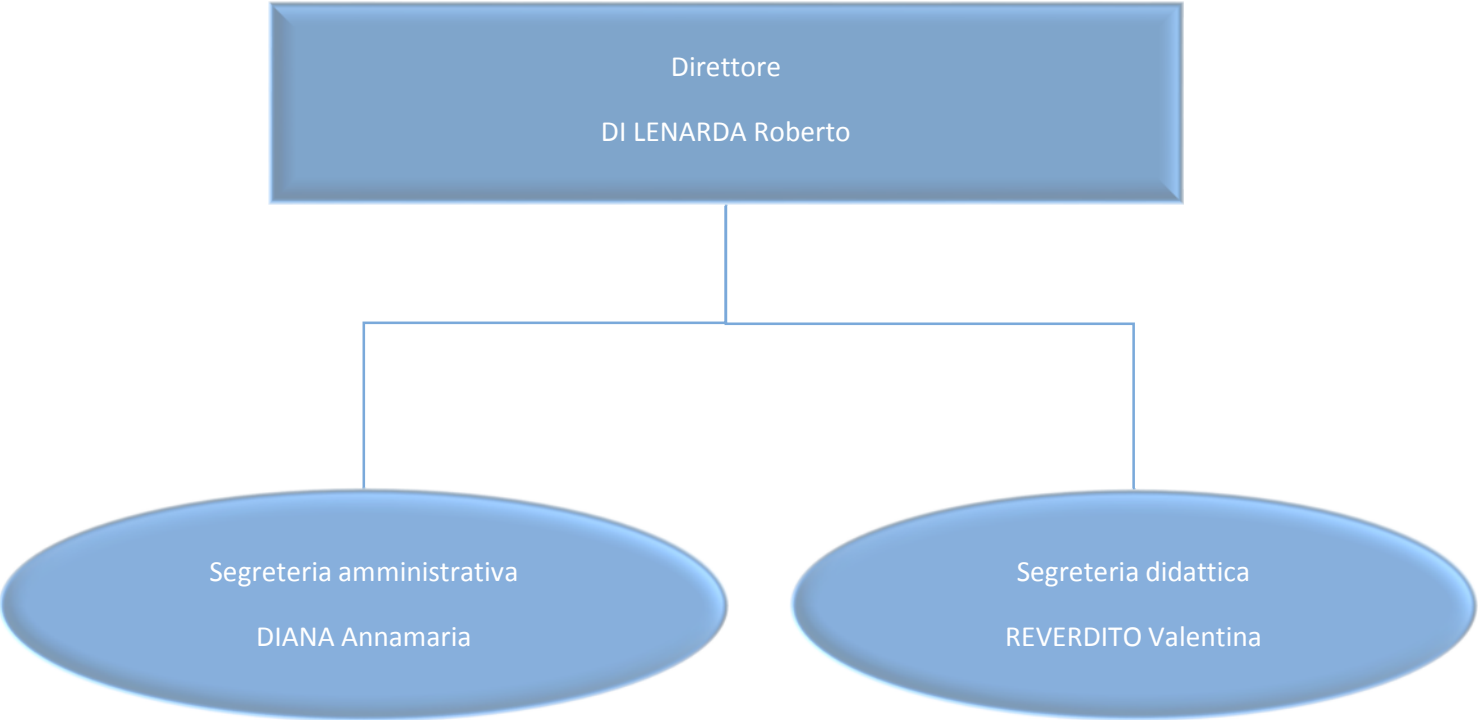 Direttore
DI LENARDA Roberto
Segreteria amministrativa
DIANA Annamaria
Segreteria didattica
REVERDITO Valentina